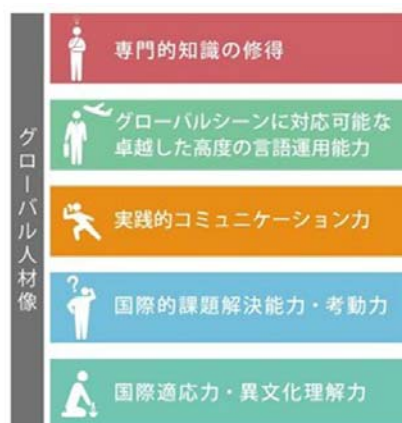 グローバル人材像
専門的知識の修得
グローバルシーンに対応可能な
卓越した高度の言語運用能力
実践的コミュニケーション力
?
国際的課題解決能力・考動力
国際適応力・異文化理解力